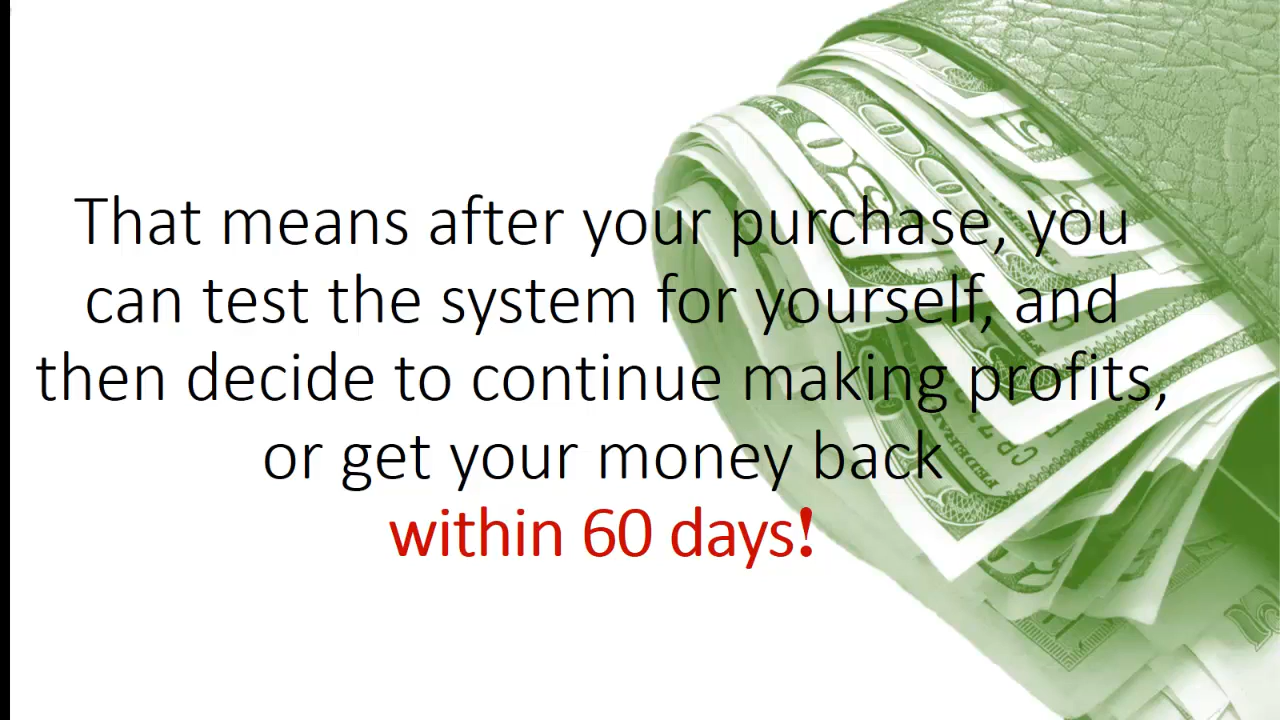 That means after your purchase, you
can test the system for yourself, and
then decide to continue making profits,
or get your money back
within 60 days!